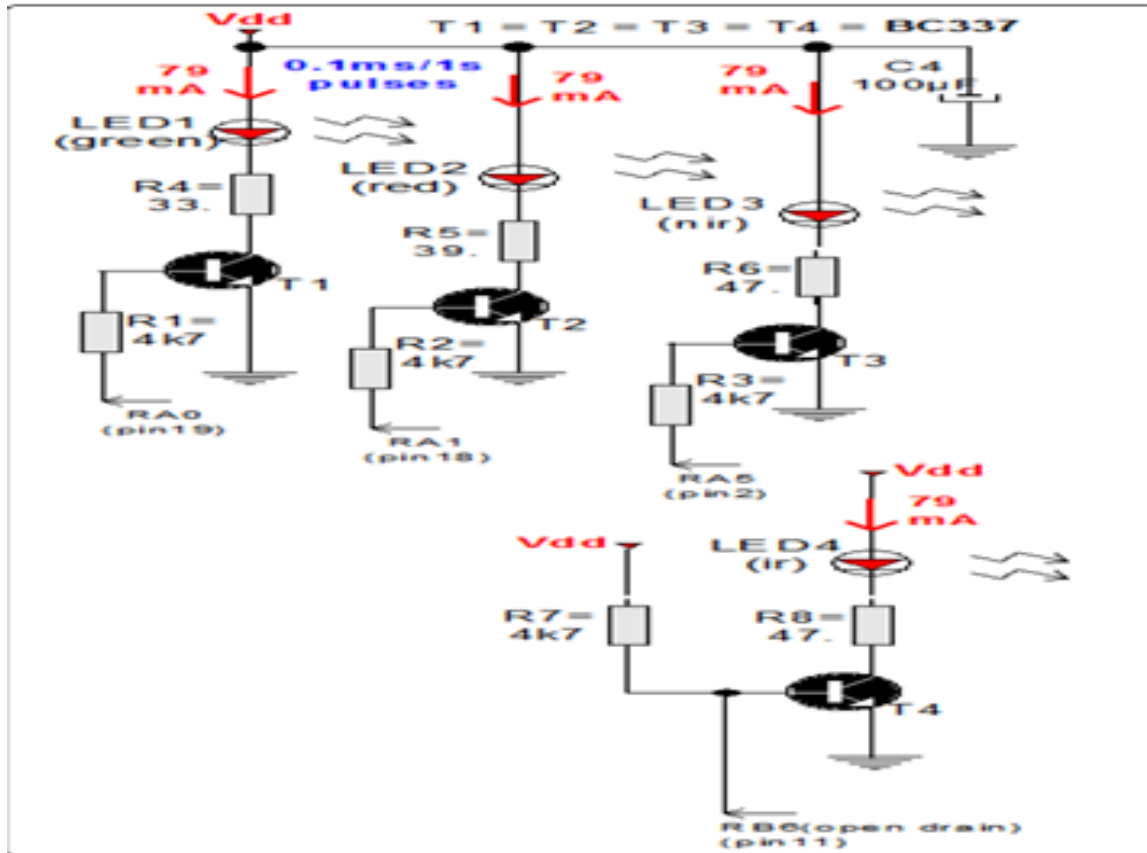 Vdd
T1 = T2 = T3 = T4 = BC337
79
mA
0.1ms/1s
pulses
79
mA
79
mA
C4
100µF
LED1
(green)
LED2
(red)
LED3
(nir)
R4=
33.
R5=
39.
R6=
47.
T1
T2
T3
R1=
4k7
R2=
4k7
R3=
4k7
RA0
(pin19)
RA1
(pin18)
RA5
(pin2)
Vdd
79
mA
Vdd
LED4
(ir)
R7=
4k7
R8=
47.
T4
RB6(open drain)
(pin11)